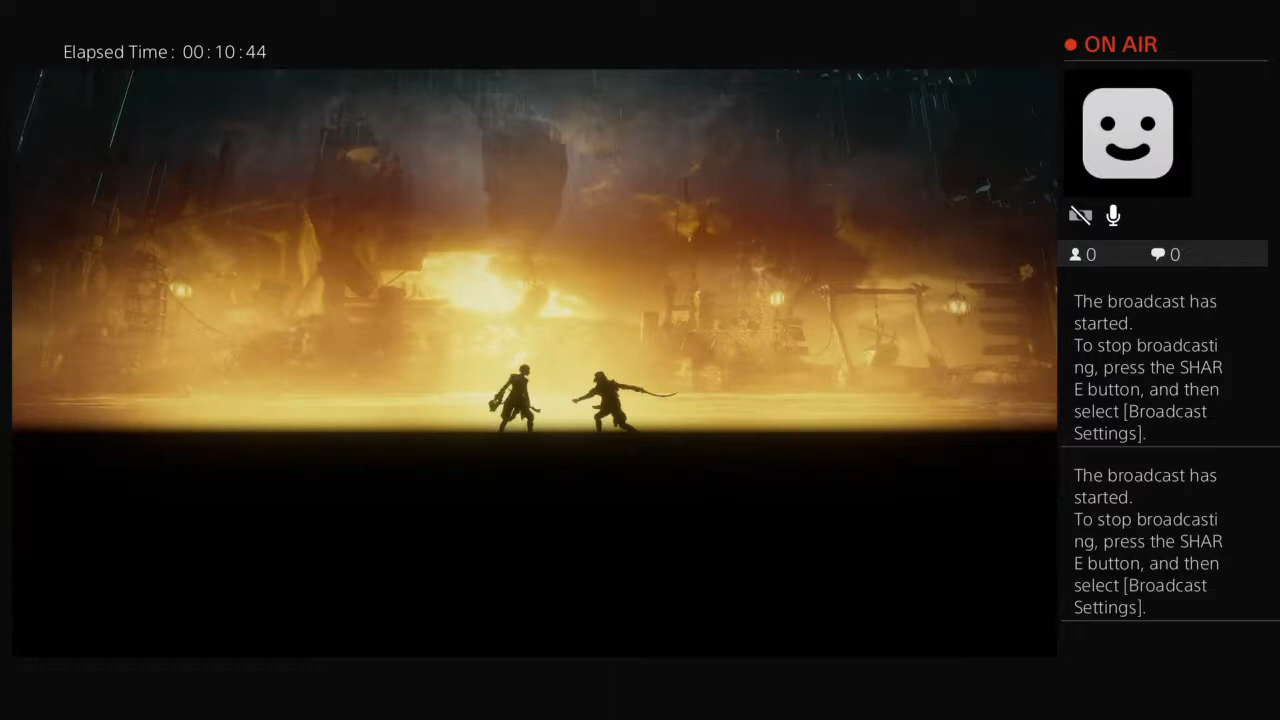 Elapsed Time: 00:10:44
ON AIR
0 0
The broadcast has
started.
To stop broadcasti
ng, press the SHAR
E button, and then
select [Broadcast
Settings].
The broadcast has
started.
To stop broadcasti
ng, press the SHAR
E button, and then
select [Broadcast
Settings].